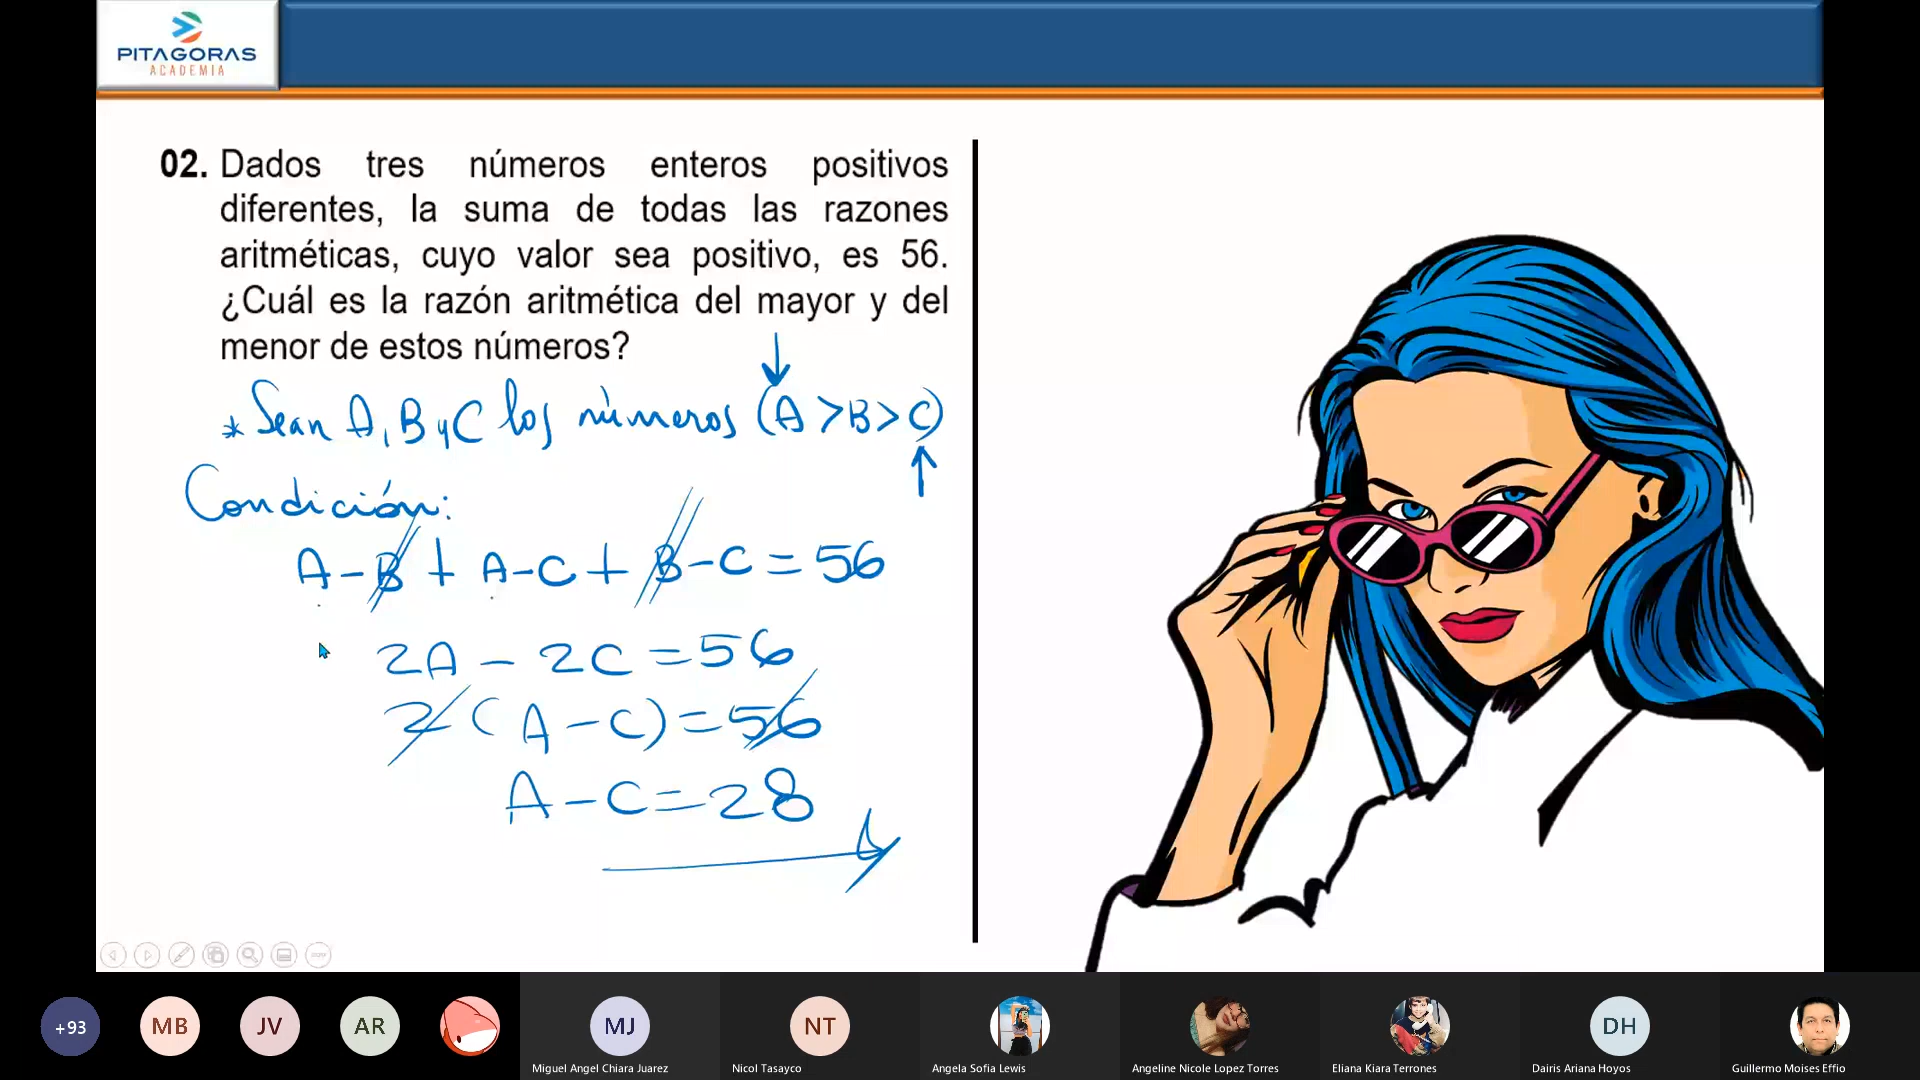 PITAGORAS
ACADEMIA
02. Dados tres números enteros positivos
diferentes, la suma de todas las razones
aritméticas, cuyo valor sea positivo, es 56.
¿Cuál es la razón aritmética del mayor y del
menor de estos números?
* Sean A, B y C los números (A > B > C)
Condición:
A - B + A - C + B - C = 56
2A - 2C = 56
2 (A - C) = 56
A - C = 28
+93
MB
JV
AR
MJ
NT
DH
Miguel Angel Chiara Juarez
Nicol Tasayco
Angela Sofia Lewis
Angeline Nicole Lopez Torres
Eliana Kiara Terrones
Dairis Ariana Hoyos
Guillermo Moises Effio